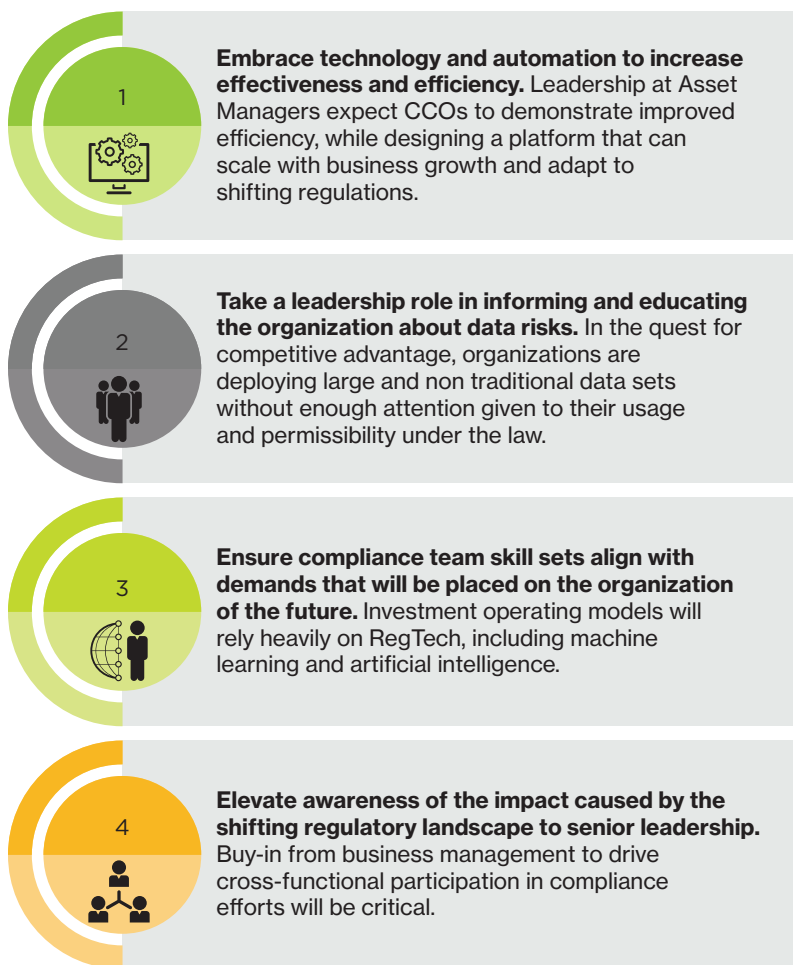 1
Embrace technology and automation to increase
effectiveness and efficiency. Leadership at Asset
Managers expect CCOs to demonstrate improved
efficiency, while designing a platform that can
scale with business growth and adapt to
shifting regulations.
2
Take a leadership role in informing and educating
the organization about data risks. In the quest for
competitive advantage, organizations are
deploying large and non traditional data sets
without enough attention given to their usage
and permissibility under the law.
3
Ensure compliance team skill sets align with
demands that will be placed on the organization
of the future. Investment operating models will
rely heavily on RegTech, including machine
learning and artificial intelligence.
4
Elevate awareness of the impact caused by the
shifting regulatory landscape to senior leadership.
Buy-in from business management to drive
cross-functional participation in compliance
efforts will be critical.